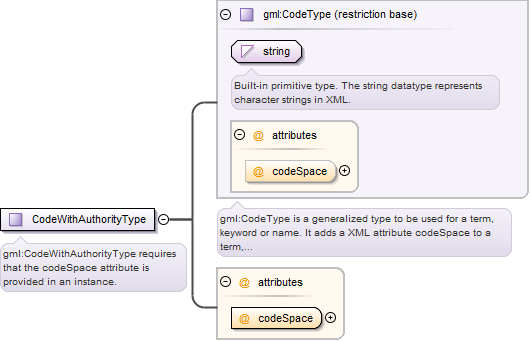 gml:CodeType (restriction base)
string
Built-in primitive type. The string datatype represents
character strings in XML.
@ attributes
@ codeSpace
CodeWithAuthorityType
gml:CodeWithAuthorityType requires
that the codeSpace attribute is
provided in an instance.
gml:CodeType is a generalized type to be used for a term,
keyword or name. It adds a XML attribute codeSpace to a
term,...
@ attributes
@ codeSpace